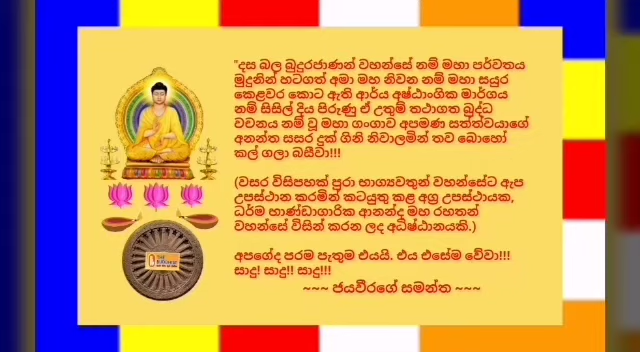 "දස බල බුදුරජාණන් වහන්සේ නම් මහා පර්වතය
මුදුනින් හටගත් අමා මහ නිවන නම් මහා සයුර
කෙළවර කොට ඇති ආර්ය අෂ්ඨාංගික මාර්ගය
නම් සිසිල් දිය පිරුණු ඒ උතුම් තථාගත බුද්ධ
වචනය නම් වූ මහා ගංගාව අපමණ සත්ත්වයාගේ
අනන්ත සසර දුක් ගිනි නිවාලමින් තව බොහෝ
කල් ගලා බසීවා!!!
(වසර විසිපහක් පුරා භාග්‍යවතුන් වහන්සේට ඇප
උපස්ථාන කරමින් කටයුතු කළ අග්‍ර උපස්ථායක,
ධර්ම භාණ්ඩාගාරික ආනන්ද මහ රහතන්
වහන්සේ විසින් කරන ලද අධිෂ්ඨානයකි.)
අපගේද පරම පැතුම එයයි. එය එසේම වේවා!!!
සාදු! සාදු!! සාදු!!!
~~~ ජයවීරගේ සමන්ත ~~~
THE
BUDDHIST